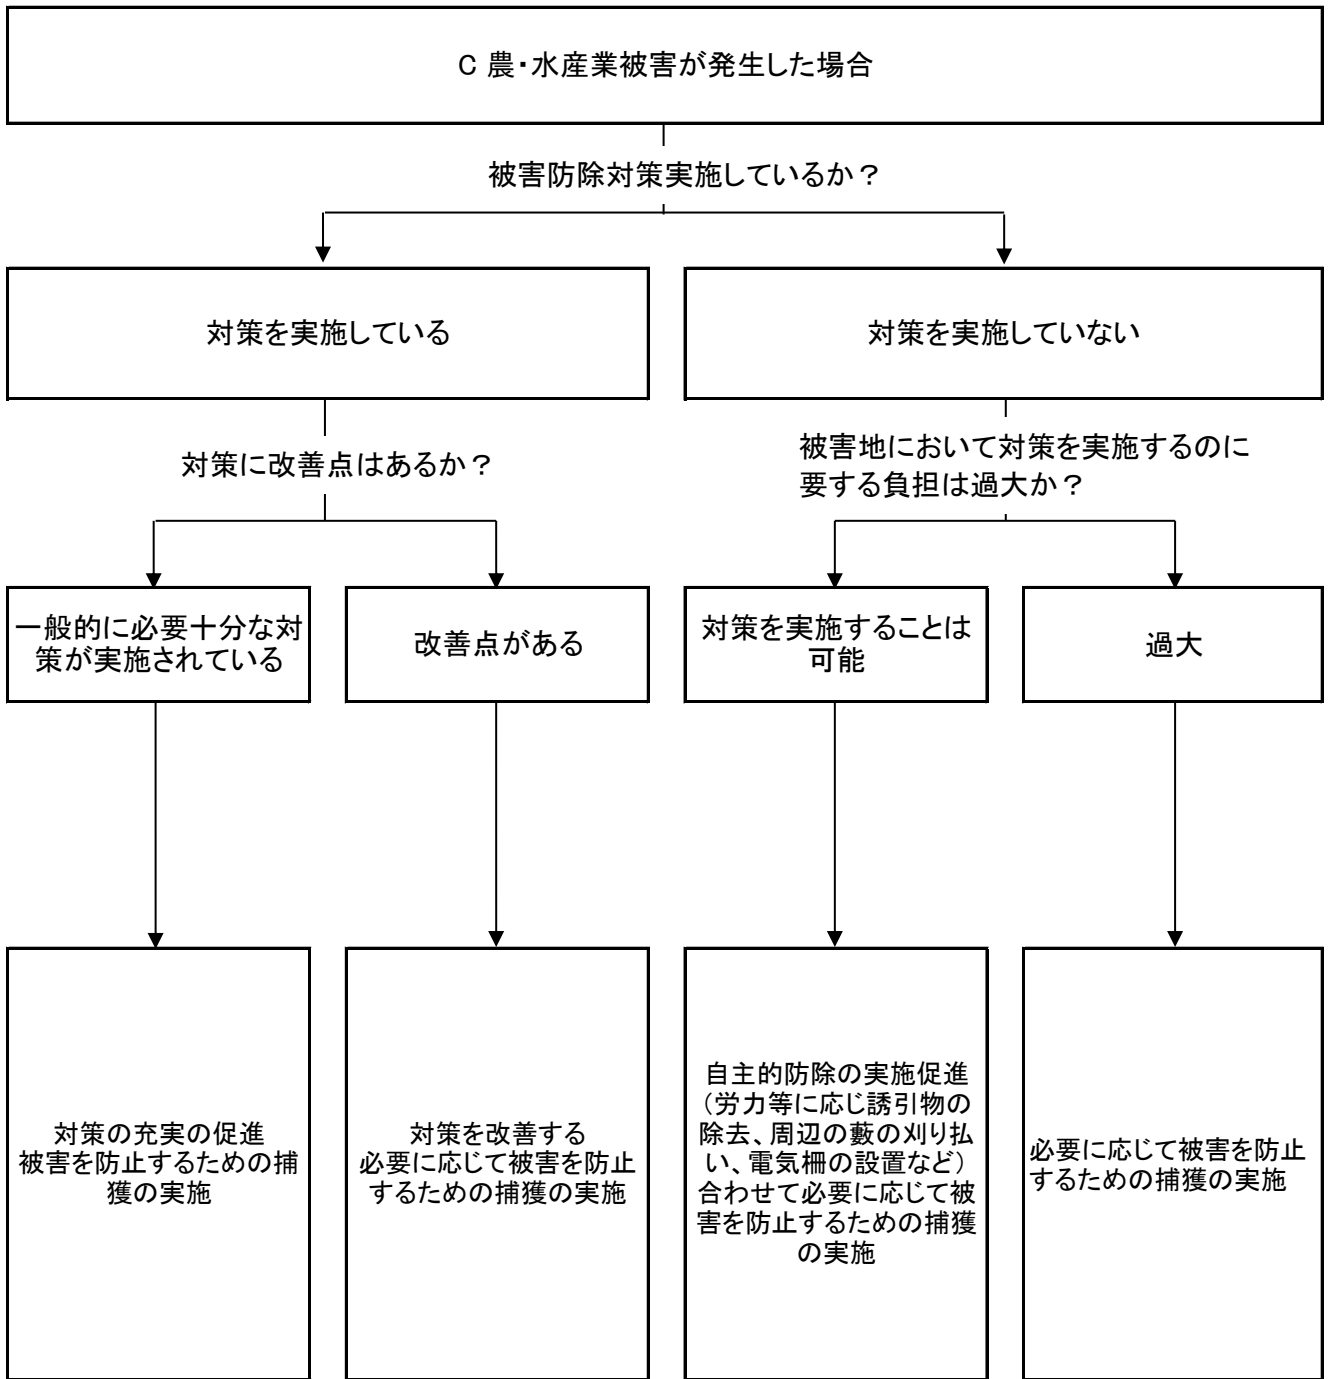 C 農・水産業被害が発生した場合
被害防除対策実施しているか？
対策を実施している
対策を実施していない
対策に改善点はあるか？
被害地において対策を実施するのに
要する負担は過大か？
一般的に必要十分な対
策が実施されている
改善点がある
対策を実施することは
可能
過大
対策の充実の促進
被害を防止するための捕
獲の実施
対策を改善する
必要に応じて被害を防止
するための捕獲の実施
自主的防除の実施促進
（労力等に応じ誘引物の
除去、周辺の藪の刈り払
い、電気柵の設置など）
合わせて必要に応じて被
害を防止するための捕獲
の実施
必要に応じて被害を防止
するための捕獲の実施